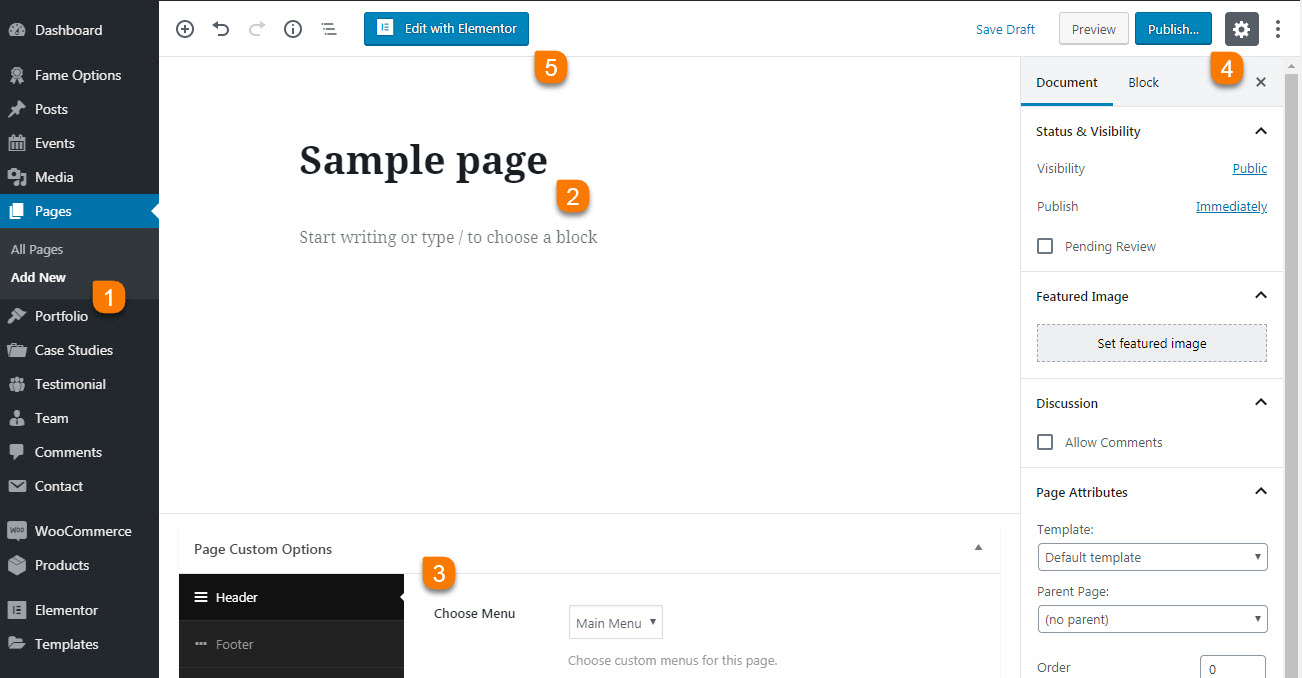 Dashboard
Fame Options
Posts
Events
Media
Pages
All Pages
Add New
1
Portfolio
Case Studies
Testimonial
Team
Comments
Contact
Woo WooCommerce
Products
Elementor
Templates
Edit with Elementor
5
Save Draft
Preview
Publish...
4
Sample page
2
Start writing or type / to choose a block
Page Custom Options
3
Header
Footer
Choose Menu
Main Menu
Choose custom menus for this page.
Document Block
Status & Visibility
Visibility Public
Publish Immediately
Pending Review
Featured Image
Set featured image
Discussion
Allow Comments
Page Attributes
Template:
Default template
Parent Page:
(no parent)
Order 0